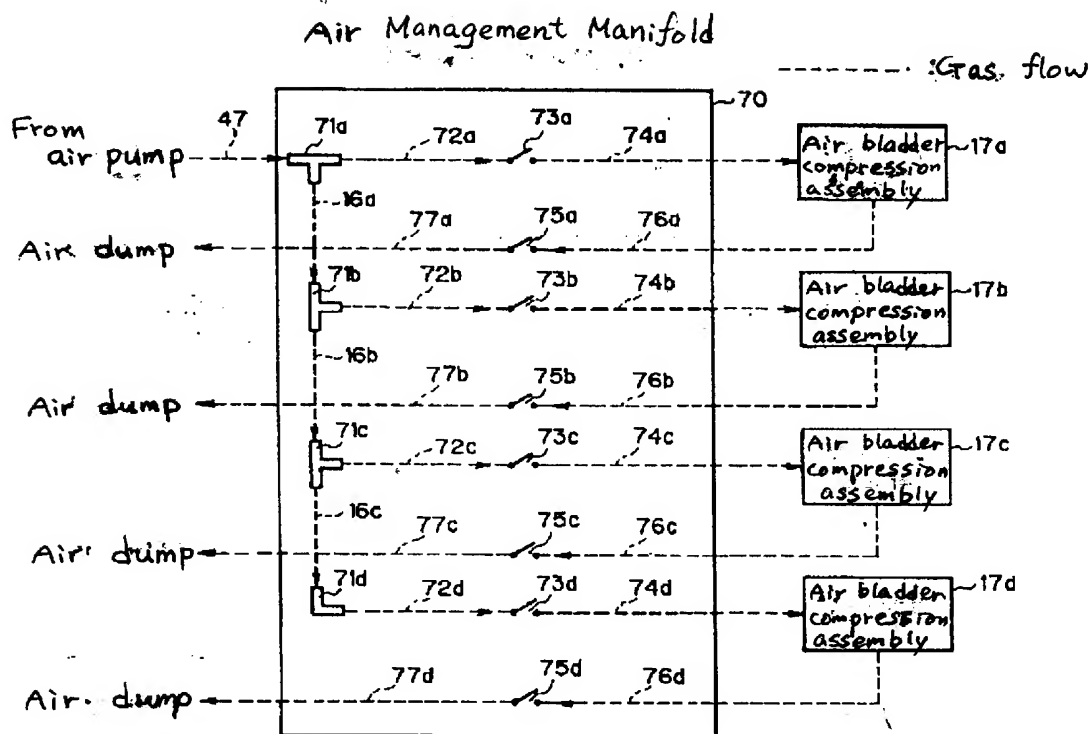 Air Management Manifold
------- :Gas flow
70
From
air pump
47
71a
72a
73a
74a
Air bladder
compression
assembly
17a
16a
Air dump
77a
75a
76a
71b
72b
73b
74b
Air bladder
compression
assembly
17b
16b
Air dump
77b
75b
76b
71c
72c
73c
74c
Air bladder
compression
assembly
17c
16c
Air dump
77c
75c
76c
71d
72d
73d
74d
Air bladder
compression
assembly
17d
Air dump
77d
75d
76d